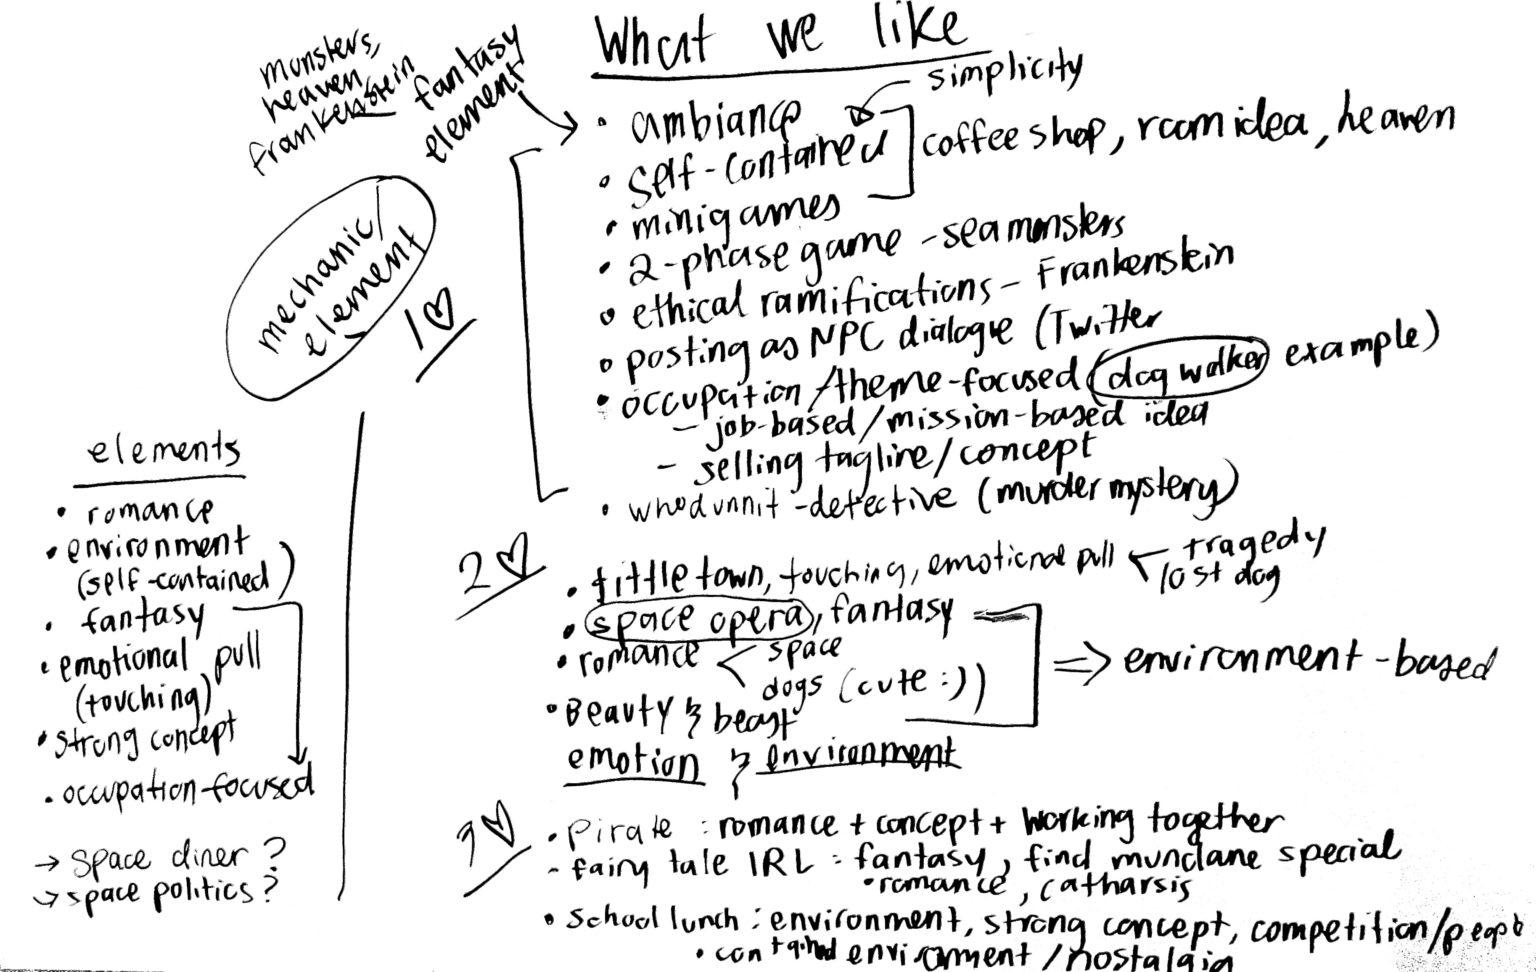 What we like
monsters,
heaven,
frankenstein
fantasy
element
simplicity
• ambiance
• self-contained
• minigames
coffee shop, room idea, heaven
• 2-phase game - sea monsters
• ethical ramifications - Frankenstein
• posting as NPC dialogue (Twitter
• occupation/theme-focused (dog walker example)
- job-based/mission-based idea
- selling tagline/concept
• whodunnit - detective (murder mystery)
mechanic/
element
1♡
2♡
• tittle town, touching, emotional pull
tragedy
lost dog
• space opera, fantasy
• romance < space
dogs (cute :))
• Beauty & beast
⇒ environment-based
emotion & environment
3♡
• Pirate : romance + concept + working together
- fairy tale IRL : fantasy, find mundane special
• romance, catharsis
• school lunch : environment, strong concept, competition/people
• contained environment/nostalgia
elements
• romance
• environment
(self-contained)
• fantasy
• emotional pull
(touching)
• strong concept
• occupation-focused
→ space diner?
→ space politics?